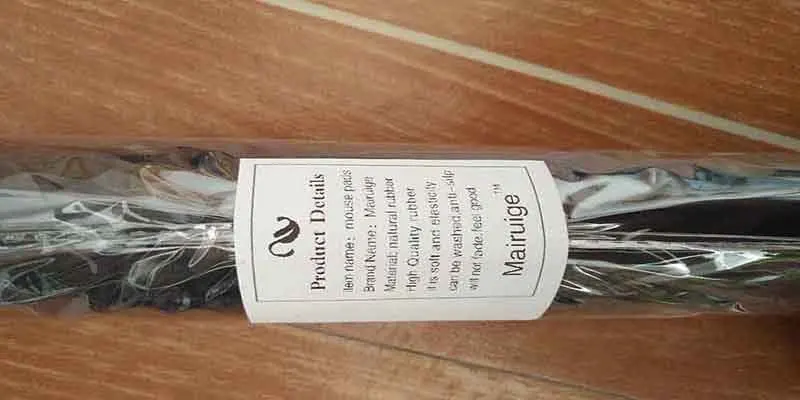 Product Details
Iten name: mouse pads
Brand Name: Mairuige
Material: natural rubber
High Quality rubber
it is soft and elasticity
can be washed anti-slip
will not fade, feel good
Mairuige™